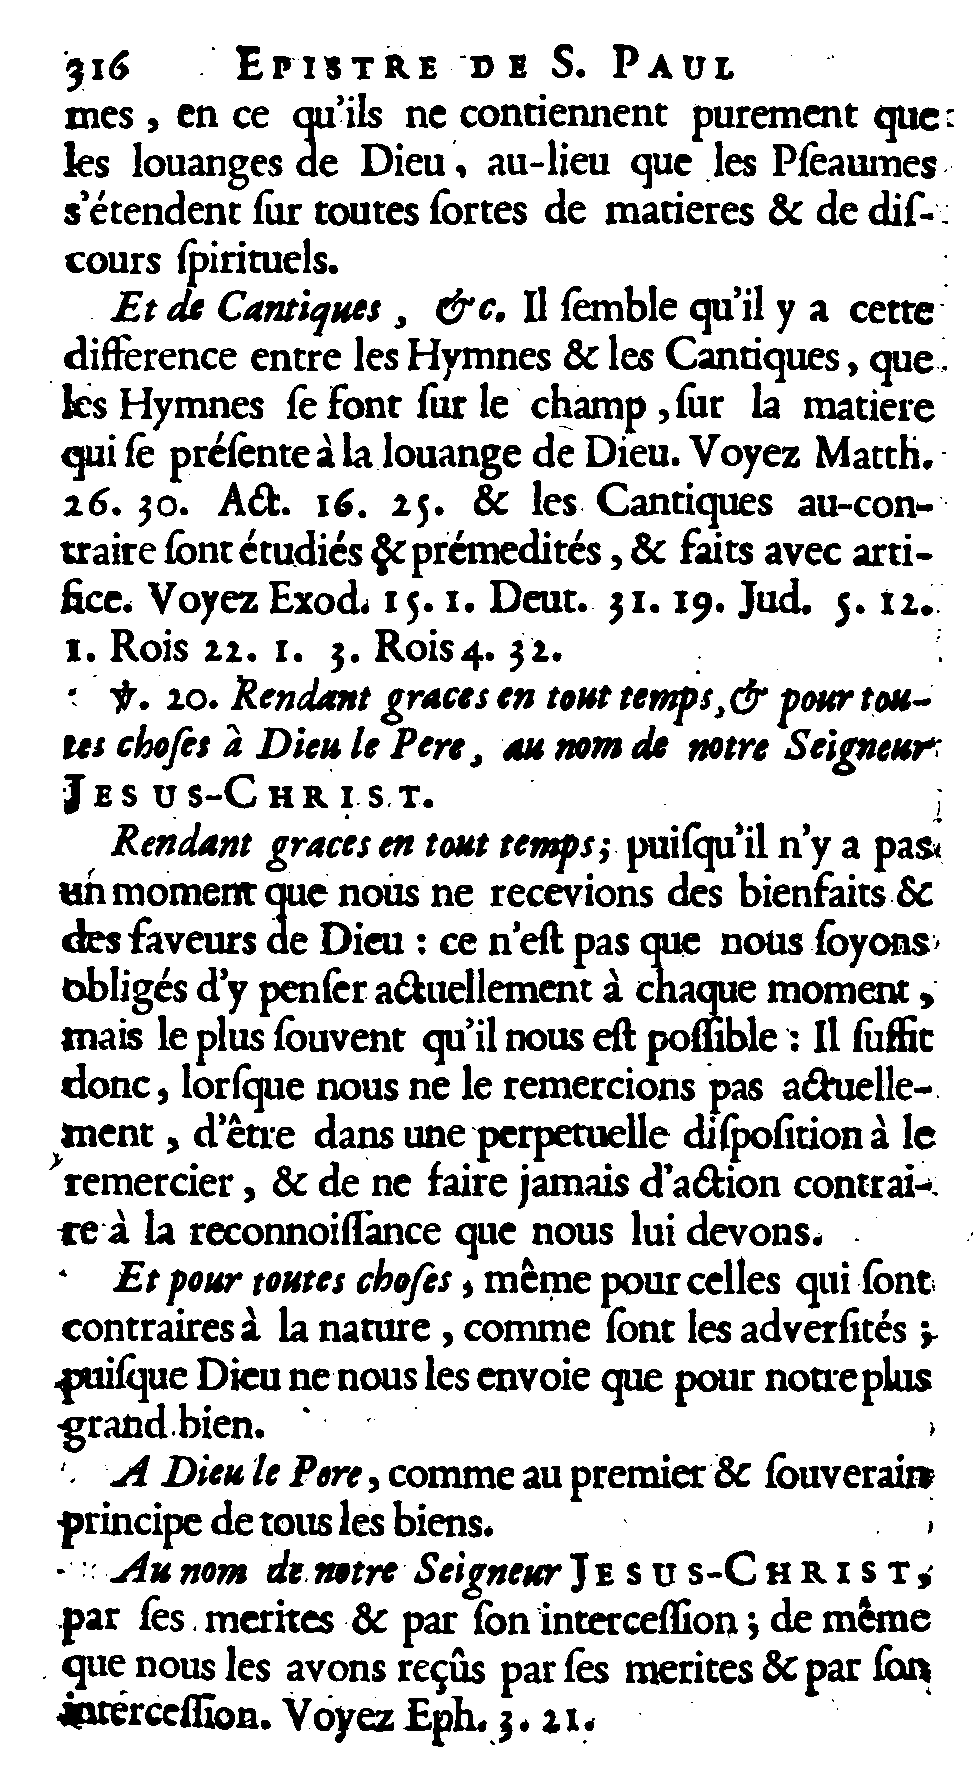 316 EPISTRE DE S. PAUL
mes, en ce qu'ils ne contiennent purement que
les louanges de Dieu, au-lieu que les Pſeaumes
s'étendent ſur toutes ſortes de matieres & de diſ-
cours ſpirituels.
Et de Cantiques, &c. Il ſemble qu'il y a cette
difference entre les Hymnes & les Cantiques, que
les Hymnes ſe font ſur le champ, ſur la matiere
qui ſe préſente à la louange de Dieu. Voyez Matth.
26. 30. Act. 16. 25. & les Cantiques au-con-
traire ſont étudiés & prémedités, & faits avec arti-
fice. Voyez Exod. 15. 1. Deut. 31. 19. Jud. 5. 12.
1. Rois 22. 1. 3. Rois 4. 32.
℣. 20. Rendant graces en tout temps, & pour tou-
tes choſes à Dieu le Pere, au nom de notre Seigneur
JESUS-CHRIST.
Rendant graces en tout temps; puiſqu'il n'y a pas
un moment que nous ne recevions des bienfaits &
des faveurs de Dieu : ce n'eſt pas que nous ſoyons
obligés d'y penſer actuellement à chaque moment,
mais le plus ſouvent qu'il nous eſt poſſible : Il ſuffit
donc, lorſque nous ne le remercions pas actuelle-
ment, d'être dans une perpetuelle diſpoſition à le
remercier, & de ne faire jamais d'action contrai-
re à la reconnoiſſance que nous lui devons.
Et pour toutes choſes, même pour celles qui ſont
contraires à la nature, comme ſont les adverſités;
puiſque Dieu ne nous les envoie que pour notre plus
grand bien.
A Dieu le Pere, comme au premier & ſouverain
principe de tous les biens.
Au nom de notre Seigneur JESUS-CHRIST,
par ſes merites & par ſon interceſſion; de même
que nous les avons reçûs par ſes merites & par ſon
interceſſion. Voyez Eph. 3. 21.